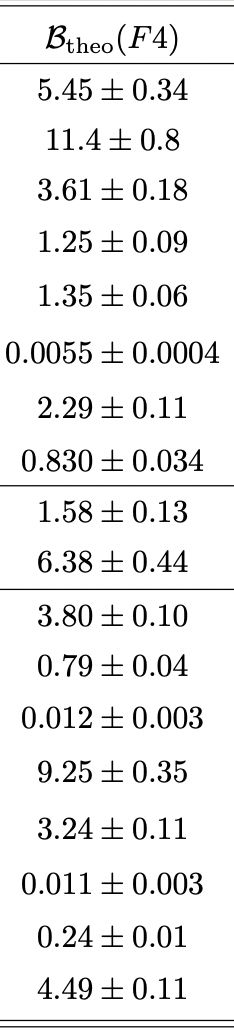 ℬtheo(F4)
5.45 ± 0.34
11.4 ± 0.8
3.61 ± 0.18
1.25 ± 0.09
1.35 ± 0.06
0.0055 ± 0.0004
2.29 ± 0.11
0.830 ± 0.034
1.58 ± 0.13
6.38 ± 0.44
3.80 ± 0.10
0.79 ± 0.04
0.012 ± 0.003
9.25 ± 0.35
3.24 ± 0.11
0.011 ± 0.003
0.24 ± 0.01
4.49 ± 0.11